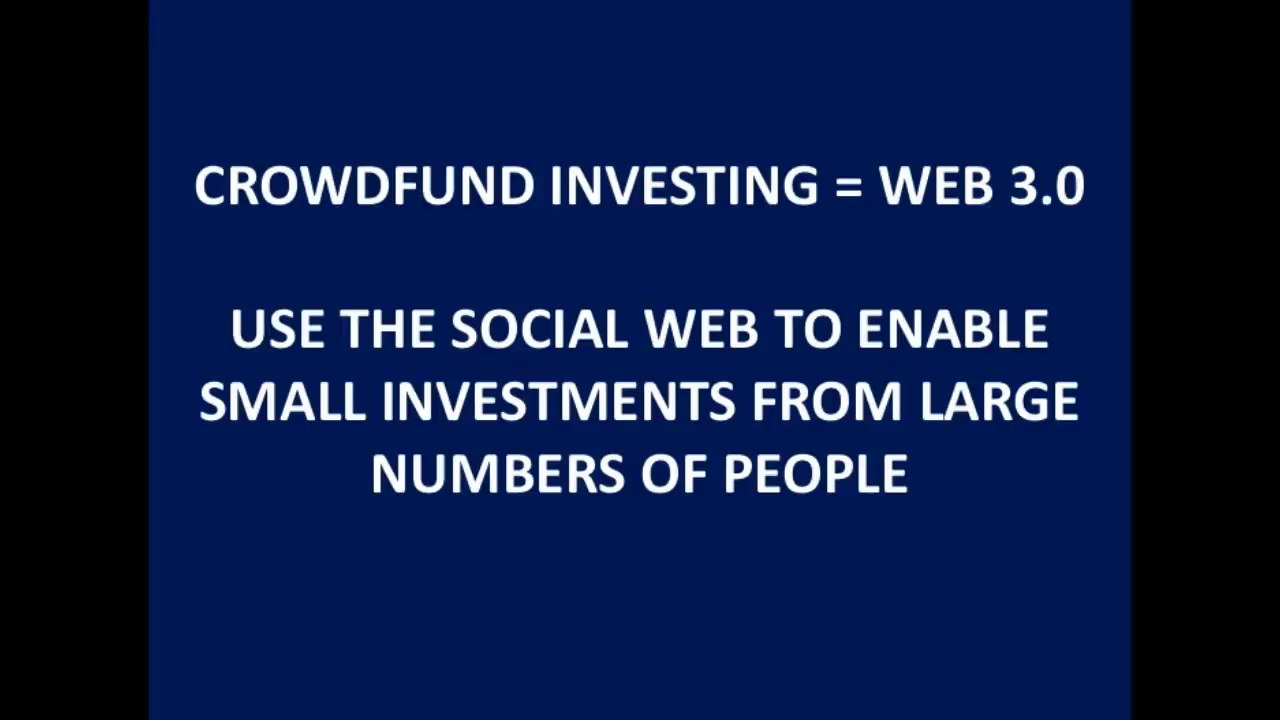 CROWDFUND INVESTING = WEB 3.0
USE THE SOCIAL WEB TO ENABLE
SMALL INVESTMENTS FROM LARGE
NUMBERS OF PEOPLE